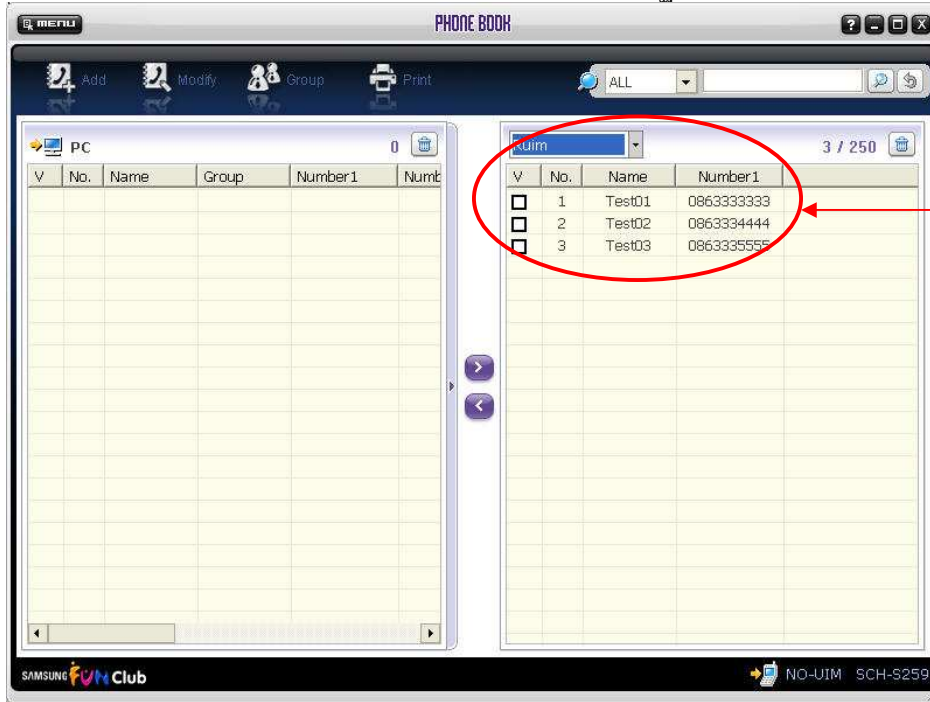 MENU PHONE BOOK ?
Add Modify Group Print ALL
PC 0 Ruim 3 / 250
V No. Name Group Number1 Numb V No. Name Number1
1 Test01 0863333333
2 Test02 0863334444
3 Test03 0863335555
SAMSUNG FUN Club NO-UIM SCH-S259